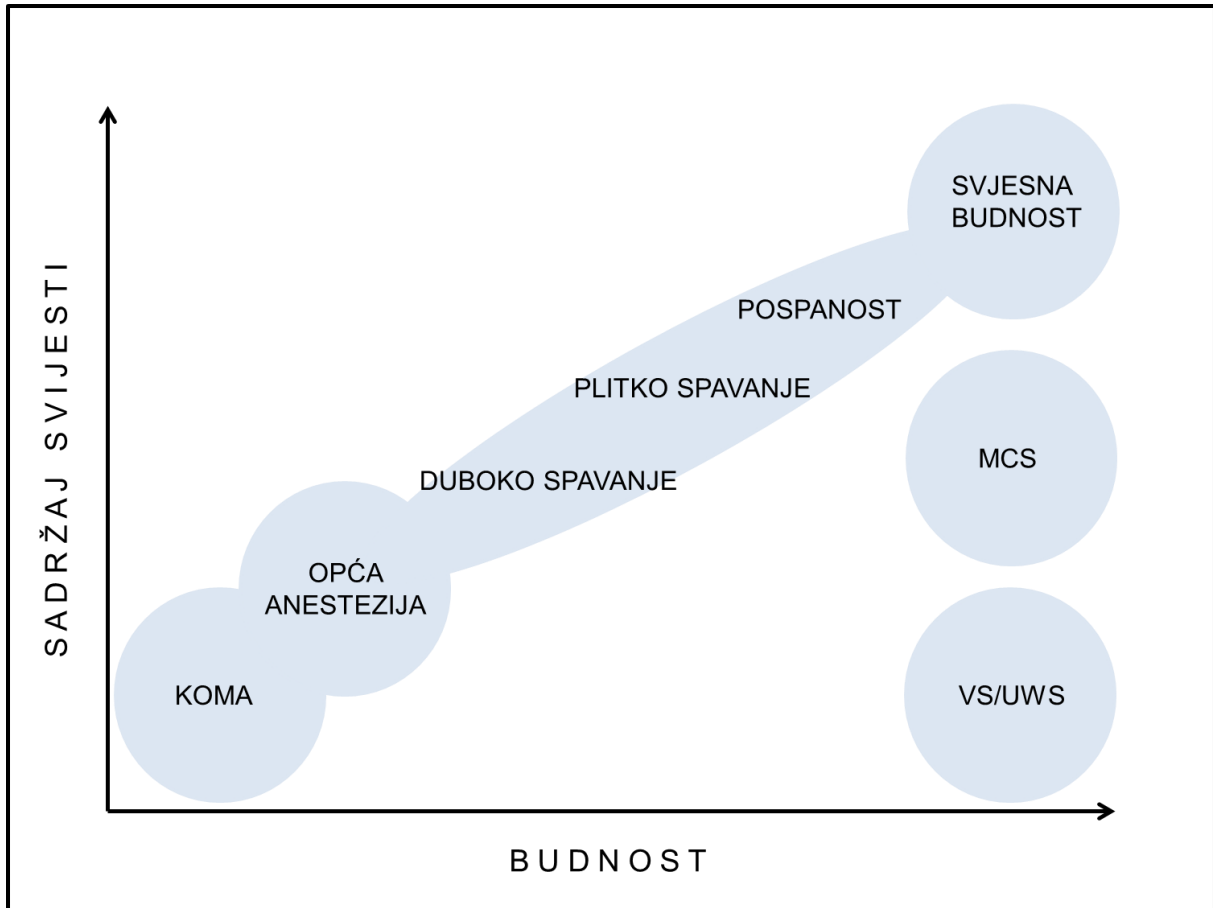 SADRŽAJ SVIJESTI
SVJESNA
BUDNOST
POSPANOST
PLITKO SPAVANJE
MCS
DUBOKO SPAVANJE
OPĆA
ANESTEZIJA
KOMA
VS/UWS
BUDNOST